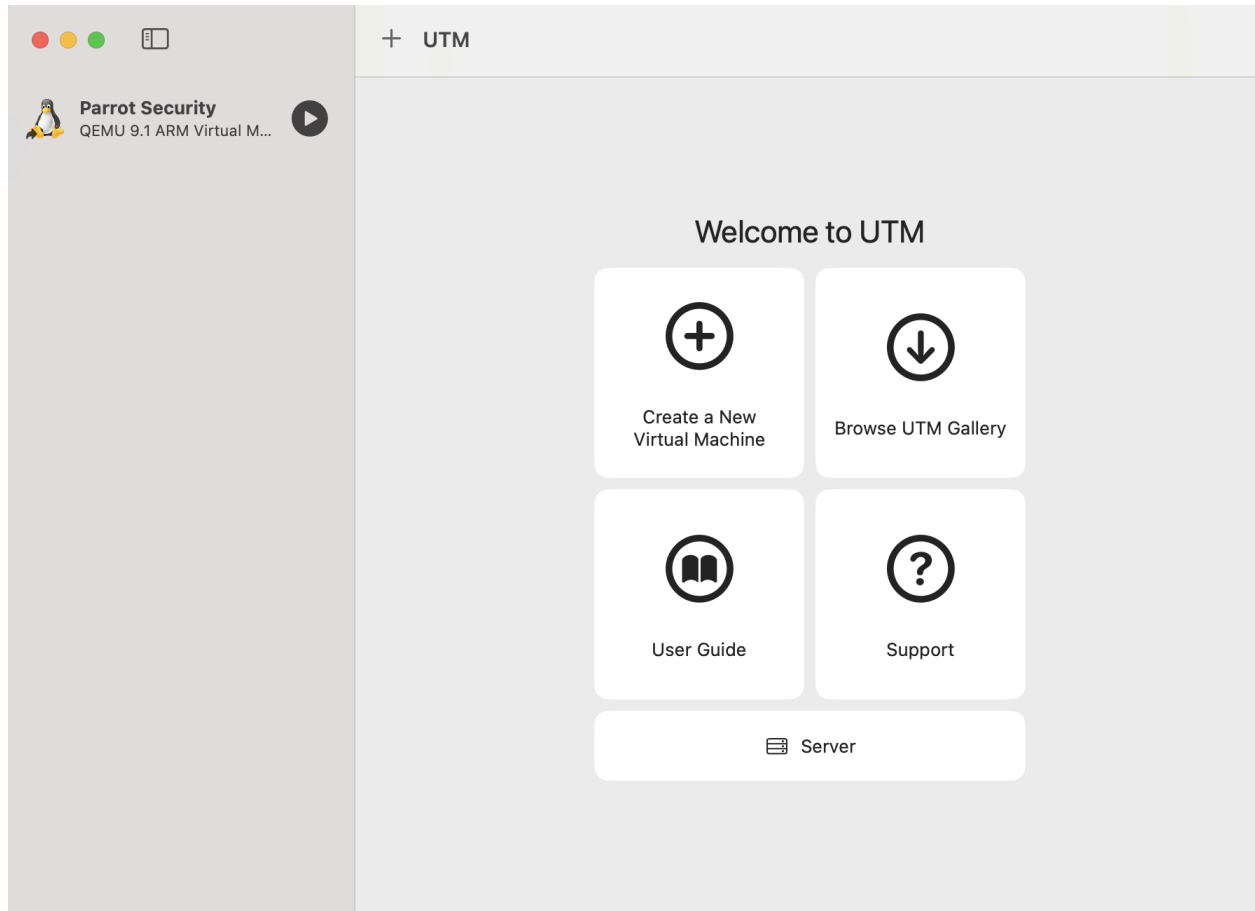 UTM
Parrot Security
QEMU 9.1 ARM Virtual M...
Welcome to UTM
Create a New
Virtual Machine
Browse UTM Gallery
User Guide
Support
Server